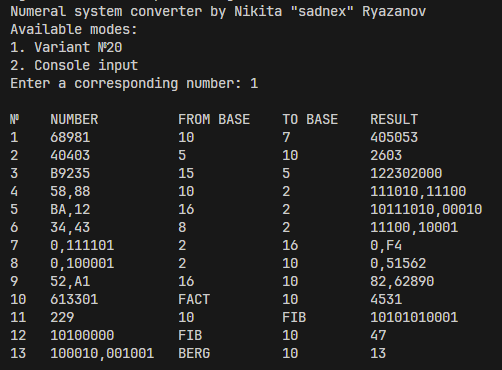 Numeral system converter by Nikita "sadnex" Ryazanov
Available modes:
1. Variant №20
2. Console input
Enter a corresponding number: 1
№ NUMBER FROM BASE TO BASE RESULT
1 68981 10 7 405053
2 40403 5 10 2603
3 B9235 15 5 122302000
4 58,88 10 2 111010,11100
5 BA,12 16 2 10111010,00010
6 34,43 8 2 11100,10001
7 0,111101 2 16 0,F4
8 0,100001 2 10 0,51562
9 52,A1 16 10 82,62890
10 613301 FACT 10 4531
11 229 10 FIB 10101010001
12 10100000 FIB 10 47
13 100010,001001 BERG 10 13